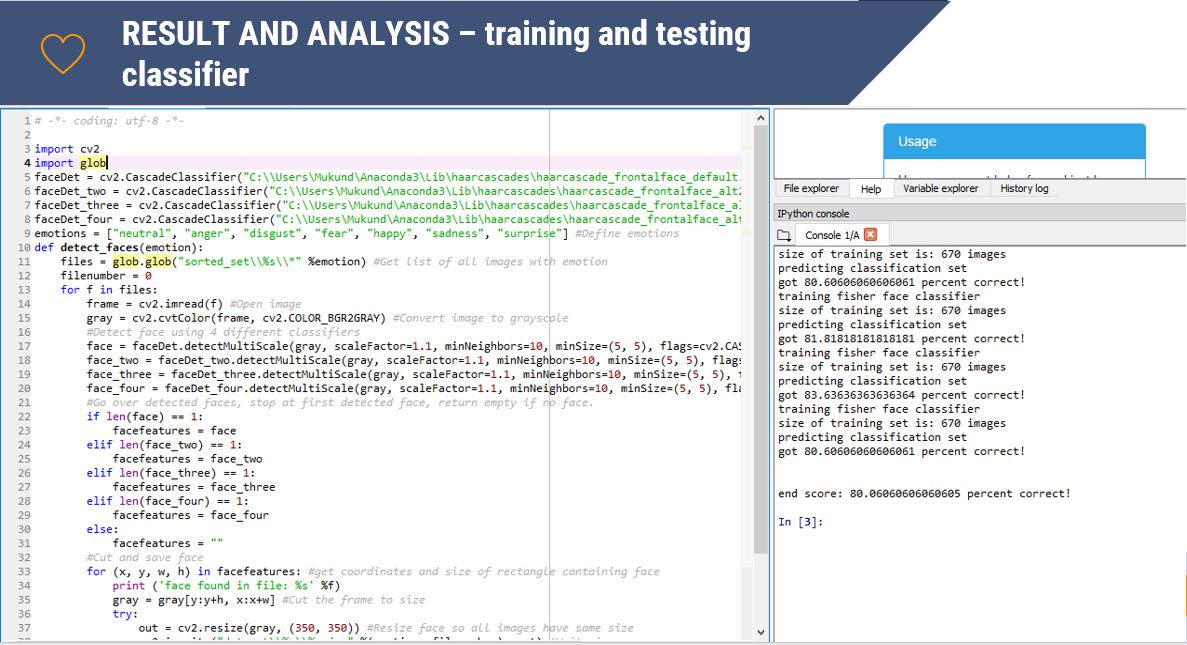 RESULT AND ANALYSIS – training and testing
classifier
1 # -*- coding: utf-8 -*-
2
3 import cv2
4 import glob
5 faceDet = cv2.CascadeClassifier("C:\\Users\Mukund\Anaconda3\Lib\haarcascades\haarcascade_frontalface_default.
6 faceDet_two = cv2.CascadeClassifier("C:\\Users\Mukund\Anaconda3\Lib\haarcascades\haarcascade_frontalface_alt2
7 faceDet_three = cv2.CascadeClassifier("C:\\Users\Mukund\Anaconda3\Lib\haarcascades\haarcascade_frontalface_al
8 faceDet_four = cv2.CascadeClassifier("C:\\Users\Mukund\Anaconda3\Lib\haarcascades\haarcascade_frontalface_alt
9 emotions = ["neutral", "anger", "disgust", "fear", "happy", "sadness", "surprise"] #Define emotions
10 def detect_faces(emotion):
11 files = glob.glob("sorted_set\\%s\\*" %emotion) #Get list of all images with emotion
12 filenumber = 0
13 for f in files:
14 frame = cv2.imread(f) #Open image
15 gray = cv2.cvtColor(frame, cv2.COLOR_BGR2GRAY) #Convert image to grayscale
16 #Detect face using 4 different classifiers
17 face = faceDet.detectMultiScale(gray, scaleFactor=1.1, minNeighbors=10, minSize=(5, 5), flags=cv2.CAS
18 face_two = faceDet_two.detectMultiScale(gray, scaleFactor=1.1, minNeighbors=10, minSize=(5, 5), flags
19 face_three = faceDet_three.detectMultiScale(gray, scaleFactor=1.1, minNeighbors=10, minSize=(5, 5), f
20 face_four = faceDet_four.detectMultiScale(gray, scaleFactor=1.1, minNeighbors=10, minSize=(5, 5), fla
21 #Go over detected faces, stop at first detected face, return empty if no face.
22 if len(face) == 1:
23 facefeatures = face
24 elif len(face_two) == 1:
25 facefeatures = face_two
26 elif len(face_three) == 1:
27 facefeatures = face_three
28 elif len(face_four) == 1:
29 facefeatures = face_four
30 else:
31 facefeatures = ""
32 #Cut and save face
33 for (x, y, w, h) in facefeatures: #get coordinates and size of rectangle containing face
34 print ('face found in file: %s' %f)
35 gray = gray[y:y+h, x:x+w] #Cut the frame to size
36 try:
37 out = cv2.resize(gray, (350, 350)) #Resize face so all images have same size
Usage
File explorer Help Variable explorer History log
IPython console
Console 1/A
size of training set is: 670 images
predicting classification set
got 80.60606060606061 percent correct!
training fisher face classifier
size of training set is: 670 images
predicting classification set
got 81.81818181818181 percent correct!
training fisher face classifier
size of training set is: 670 images
predicting classification set
got 83.63636363636364 percent correct!
training fisher face classifier
size of training set is: 670 images
predicting classification set
got 80.60606060606061 percent correct!
end score: 80.06060606060605 percent correct!
In [3]: